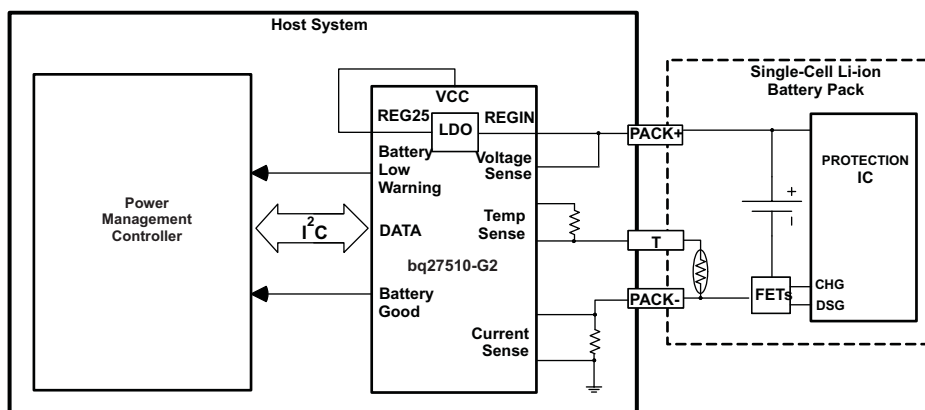 Host System
Single-Cell Li-ion
Battery Pack
VCC
REG25
LDO
REGIN
PACK+
Battery
Low
Warning
Voltage
Sense
PROTECTION
IC
+
–
Power
Management
Controller
I²C
DATA
Temp
Sense
T
bq27510-G2
Battery
Good
PACK-
FETs
CHG
DSG
Current
Sense